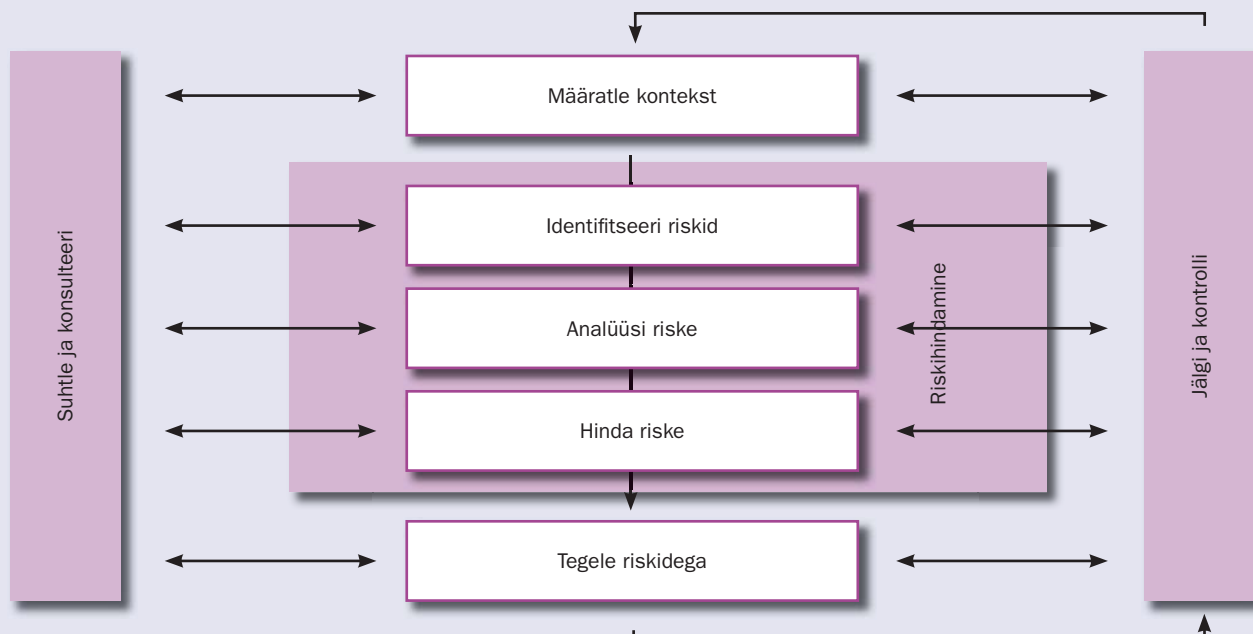 Suhtle ja konsulteeri
Määratle kontekst
Identifitseeri riskid
Analüüsi riske
Hinda riske
Tegele riskidega
Riskihindamine
Jälgi ja kontrolli